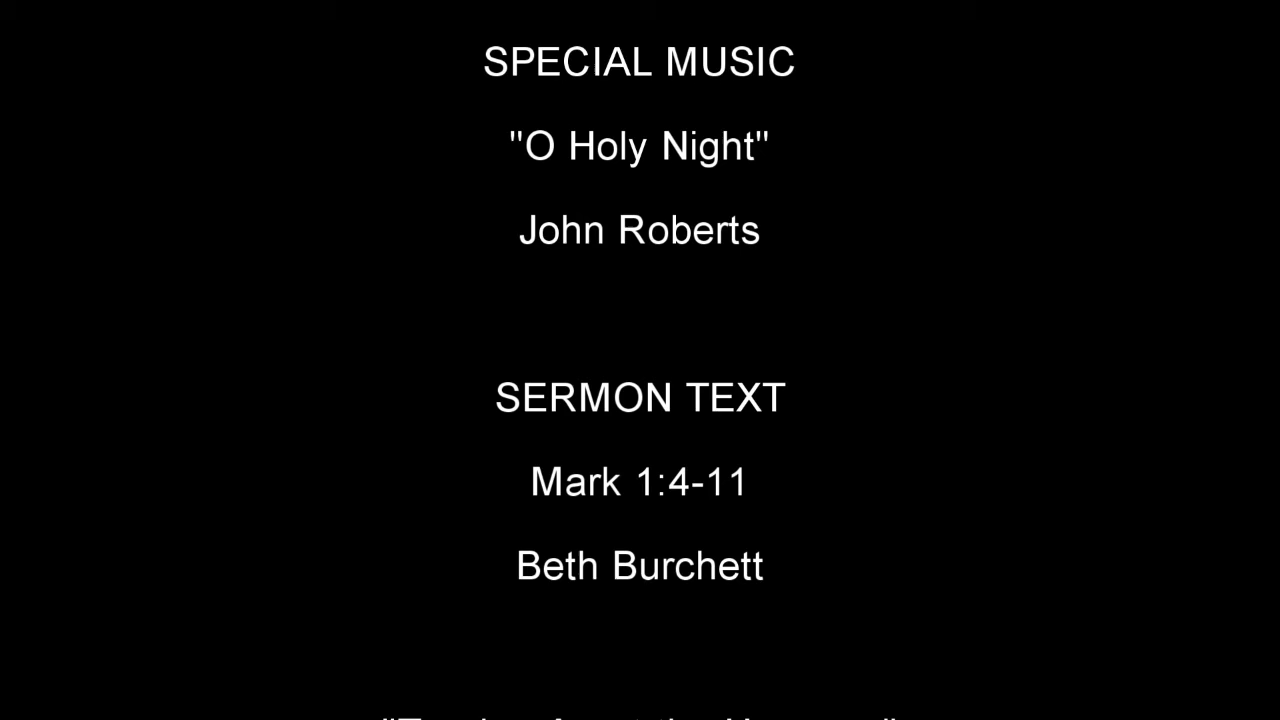 SPECIAL MUSIC
"O Holy Night"
John Roberts
SERMON TEXT
Mark 1:4-11
Beth Burchett